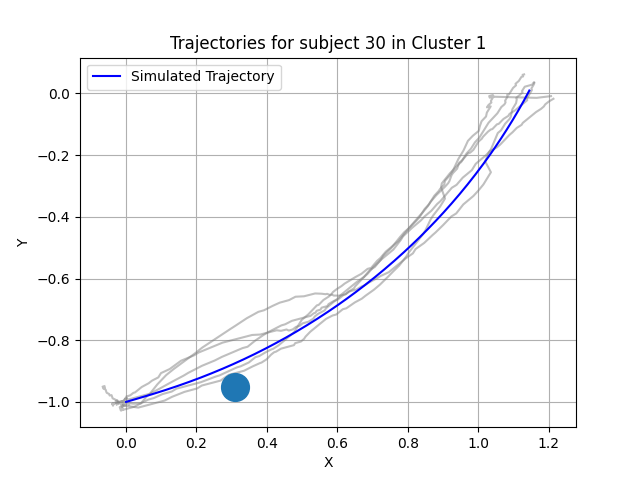 Trajectories for subject 30 in Cluster 1
Simulated Trajectory
0.0
−0.2
−0.4
−0.6
−0.8
−1.0
Y
0.0 0.2 0.4 0.6 0.8 1.0 1.2
X